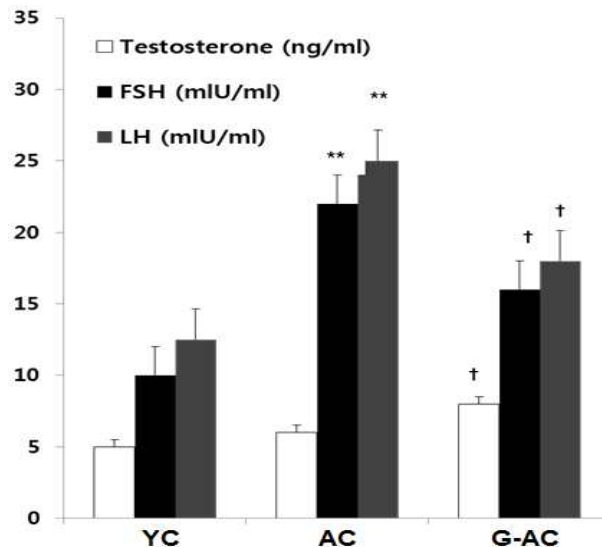 35
30
25
20
15
10
5
0
Testosterone (ng/ml)
FSH (mIU/ml)
LH (mIU/ml)
**
**
†
†
†
YC
AC
G-AC